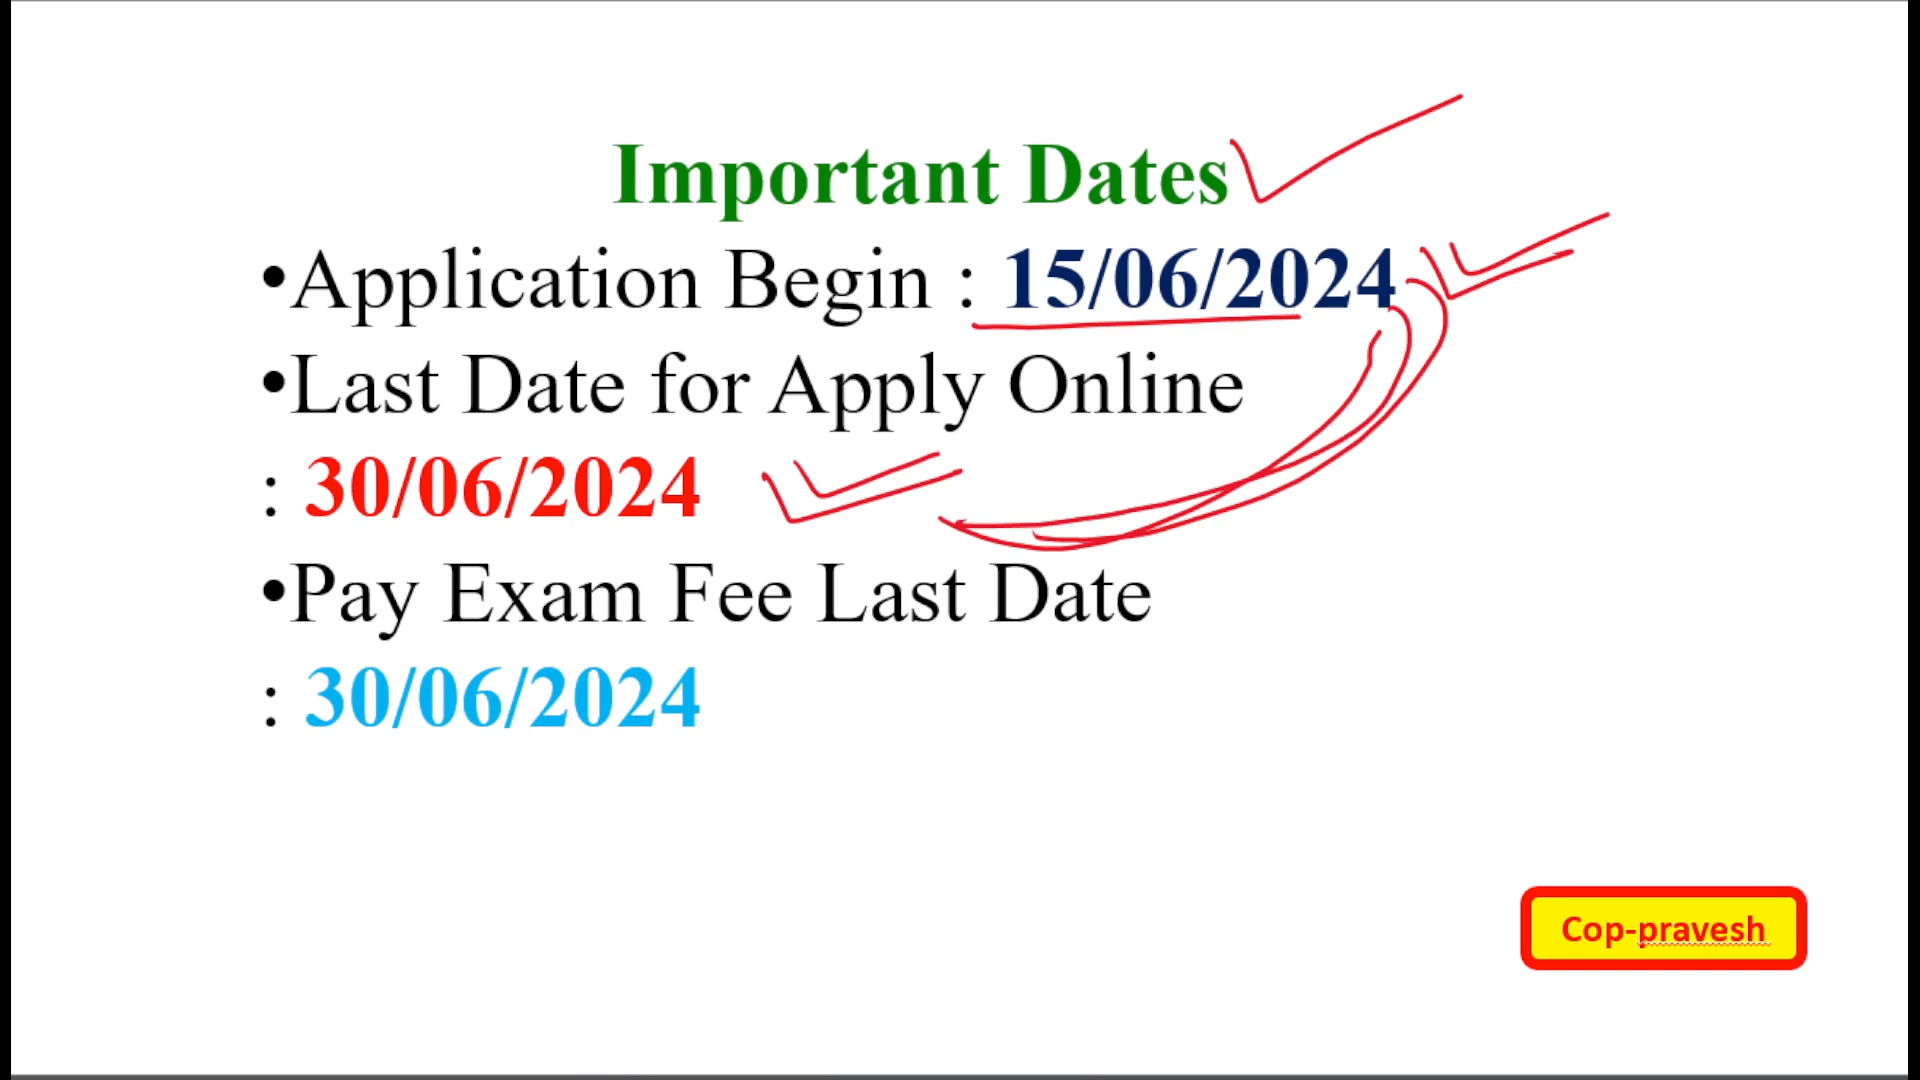 Important Dates
•Application Begin : 15/06/2024
•Last Date for Apply Online
: 30/06/2024
•Pay Exam Fee Last Date
: 30/06/2024
Cop-pravesh